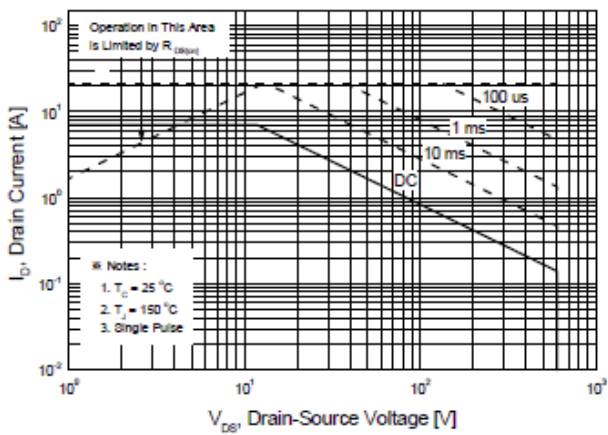 10²
10¹
10⁰
10⁻¹
10⁻²
I_D, Drain Current [A]
Operation in This Area
is Limited by R_DS(on)
100 us
1 ms
10 ms
DC
※ Notes :
1. T_C = 25 °C
2. T_J = 150 °C
3. Single Pulse
10⁰ 10¹ 10² 10³
V_DS, Drain-Source Voltage [V]